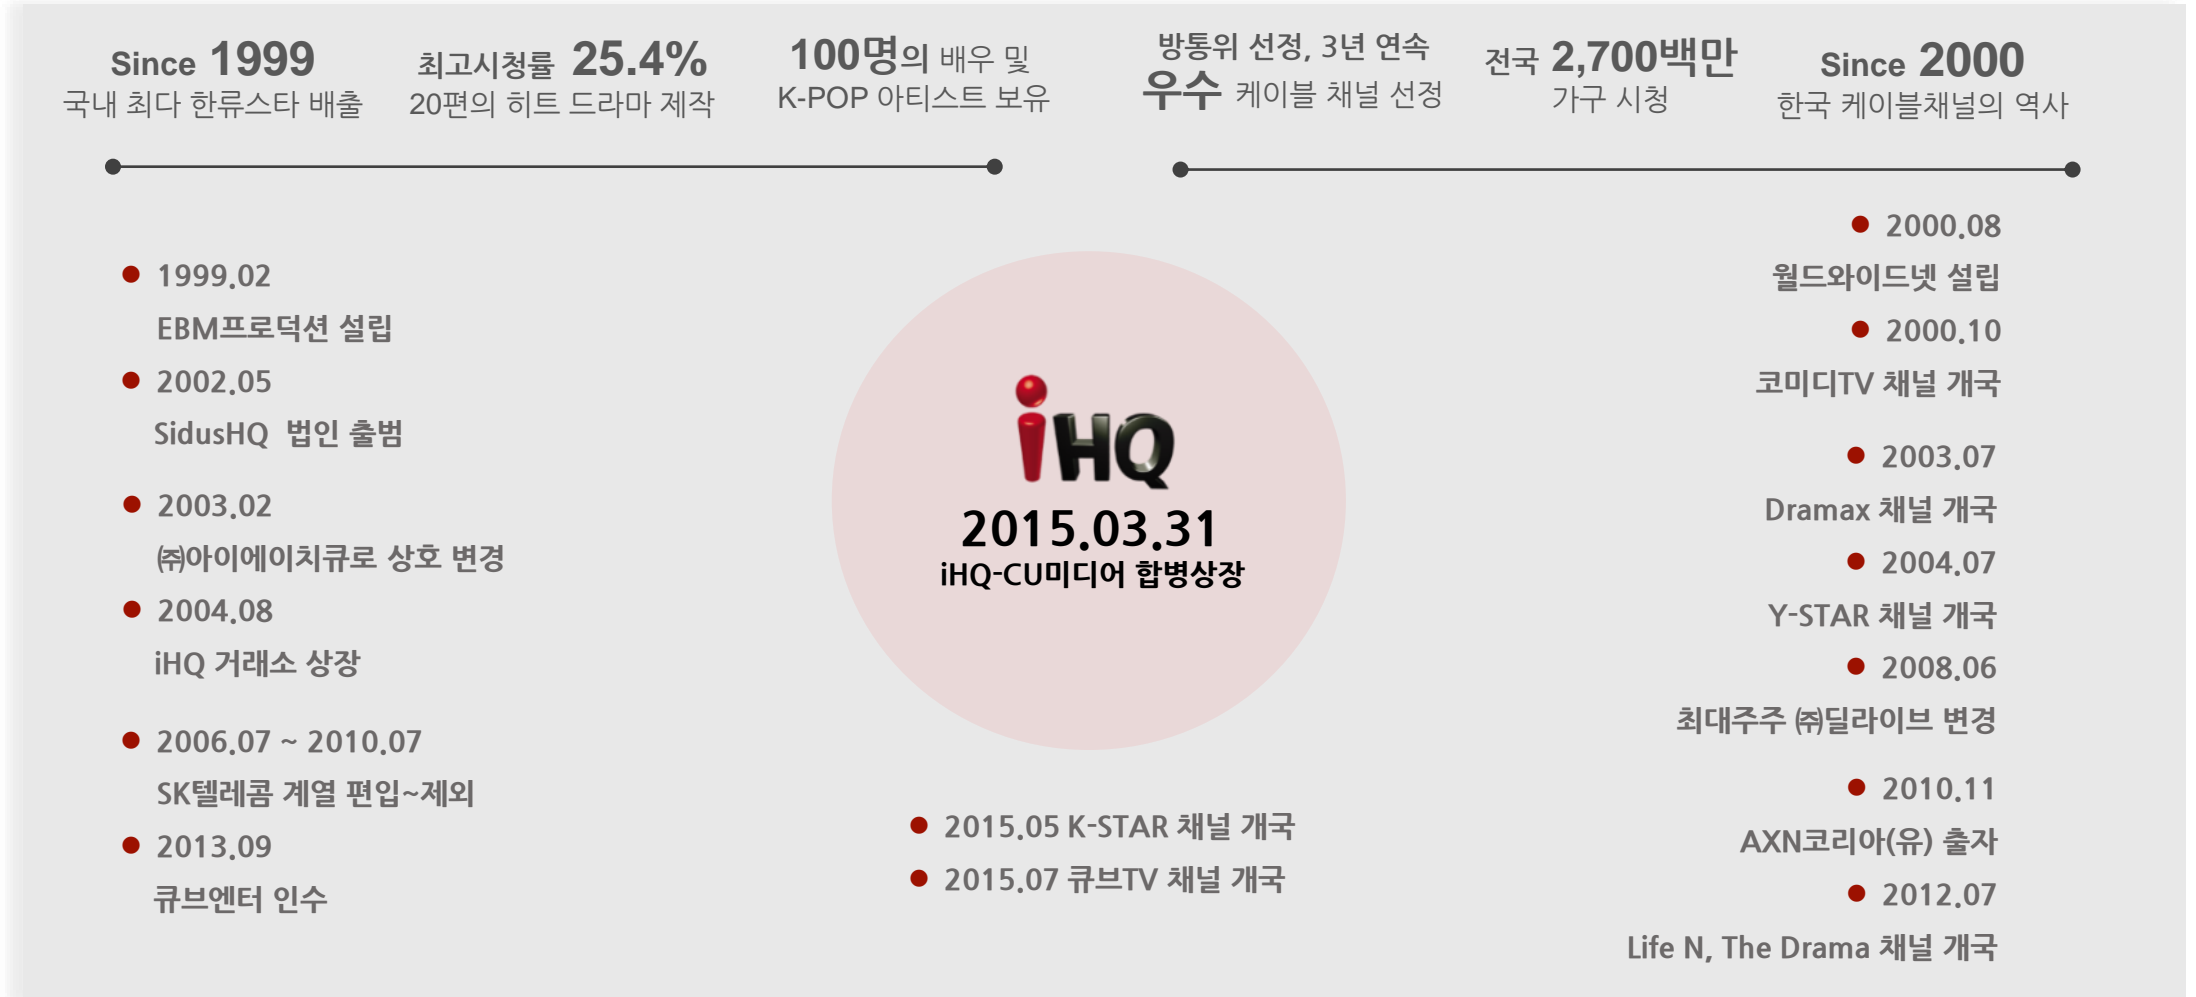 Since 1999
국내 최다 한류스타 배출
최고시청률 25.4%
20편의 히트 드라마 제작
100명의 배우 및
K-POP 아티스트 보유
방통위 선정, 3년 연속
우수 케이블 채널 선정
전국 2,700백만
가구 시청
Since 2000
한국 케이블채널의 역사
1999.02
EBM프로덕션 설립
2002.05
SidusHQ 법인 출범
2003.02
㈜아이에이치큐로 상호 변경
2004.08
iHQ 거래소 상장
2006.07 ~ 2010.07
SK텔레콤 계열 편입~제외
2013.09
큐브엔터 인수
iHQ
2015.03.31
iHQ-CU미디어 합병상장
2015.05 K-STAR 채널 개국
2015.07 큐브TV 채널 개국
2000.08
월드와이드넷 설립
2000.10
코미디TV 채널 개국
2003.07
Dramax 채널 개국
2004.07
Y-STAR 채널 개국
2008.06
최대주주 ㈜딜라이브 변경
2010.11
AXN코리아(유) 출자
2012.07
Life N, The Drama 채널 개국